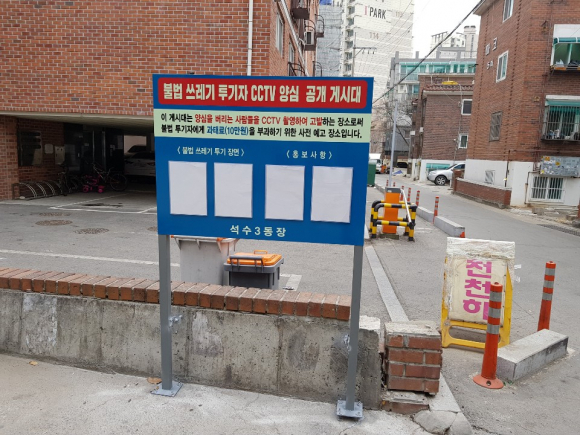 불법 쓰레기 투기자 CCTV 양심 공개 게시대
이 게시대는 양심을 버리는 사람들을 CCTV 촬영하여 고발하는 장소로써
불법 투기자에게 과태료(10만원)을 부과하기 위한 사전 예고 장소입니다.
< 불법 쓰레기 투기 장면 >
< 홍 보 사 항 >
석 수 3 동 장
천천히
I'PARK